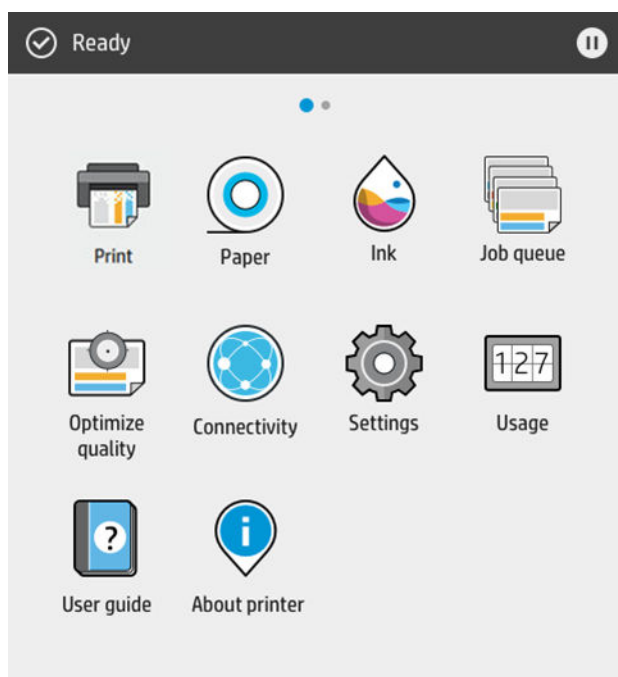 Ready
Print
Paper
Ink
Job queue
Optimize
quality
Connectivity
Settings
127
Usage
?
User guide
i
About printer